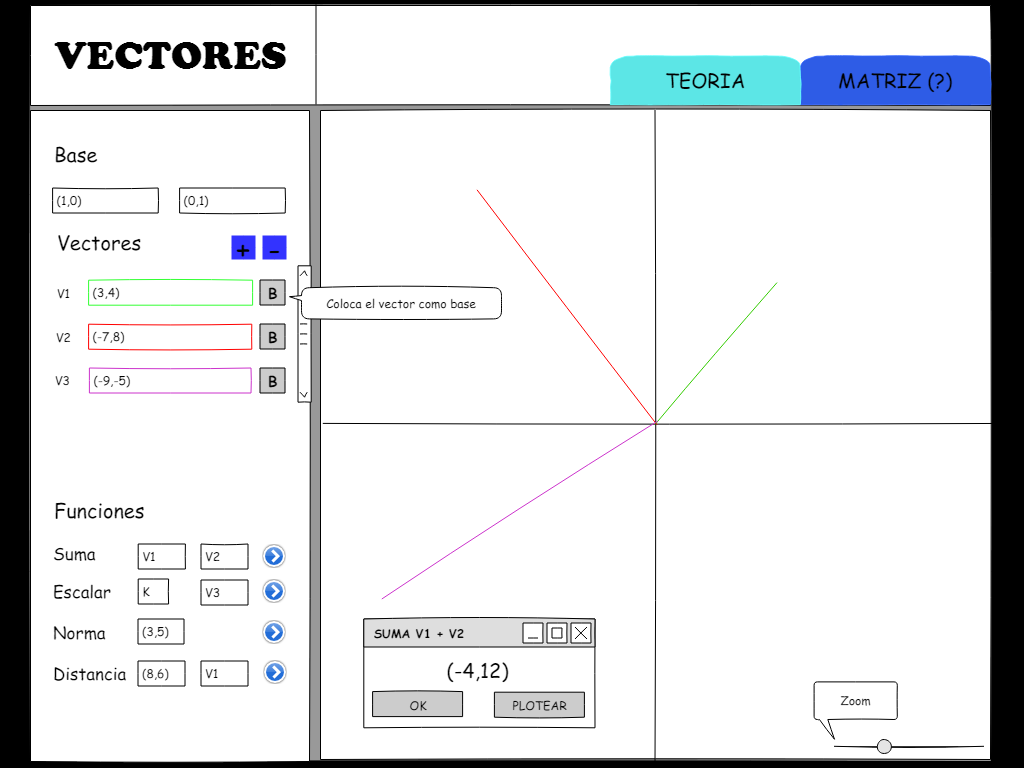 VECTORES
TEORIA
MATRIZ (?)
Base
(1,0)
(0,1)
Vectores
+
-
V1
(3,4)
B
Coloca el vector como base
V2
(-7,8)
B
V3
(-9,-5)
B
Funciones
Suma
V1
V2
Escalar
K
V3
Norma
(3,5)
Distancia
(8,6)
V1
SUMA V1 + V2
(-4,12)
OK
PLOTEAR
Zoom